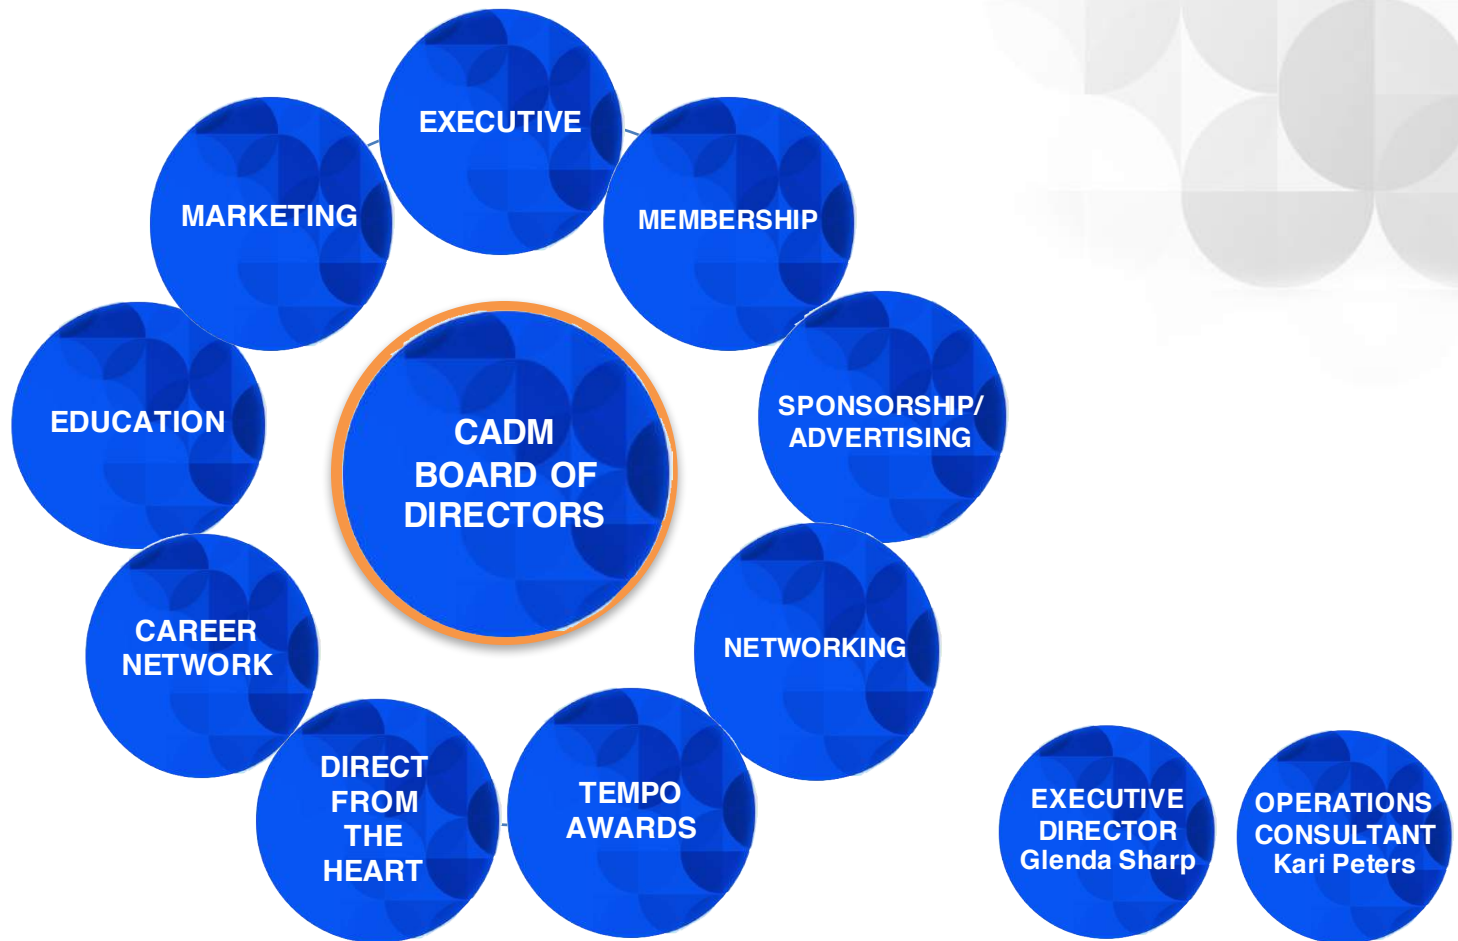 EXECUTIVE
MARKETING
MEMBERSHIP
EDUCATION
SPONSORSHIP/
ADVERTISING
CADM
BOARD OF
DIRECTORS
CAREER
NETWORK
NETWORKING
DIRECT
FROM
THE
HEART
TEMPO
AWARDS
EXECUTIVE
DIRECTOR
Glenda Sharp
OPERATIONS
CONSULTANT
Kari Peters